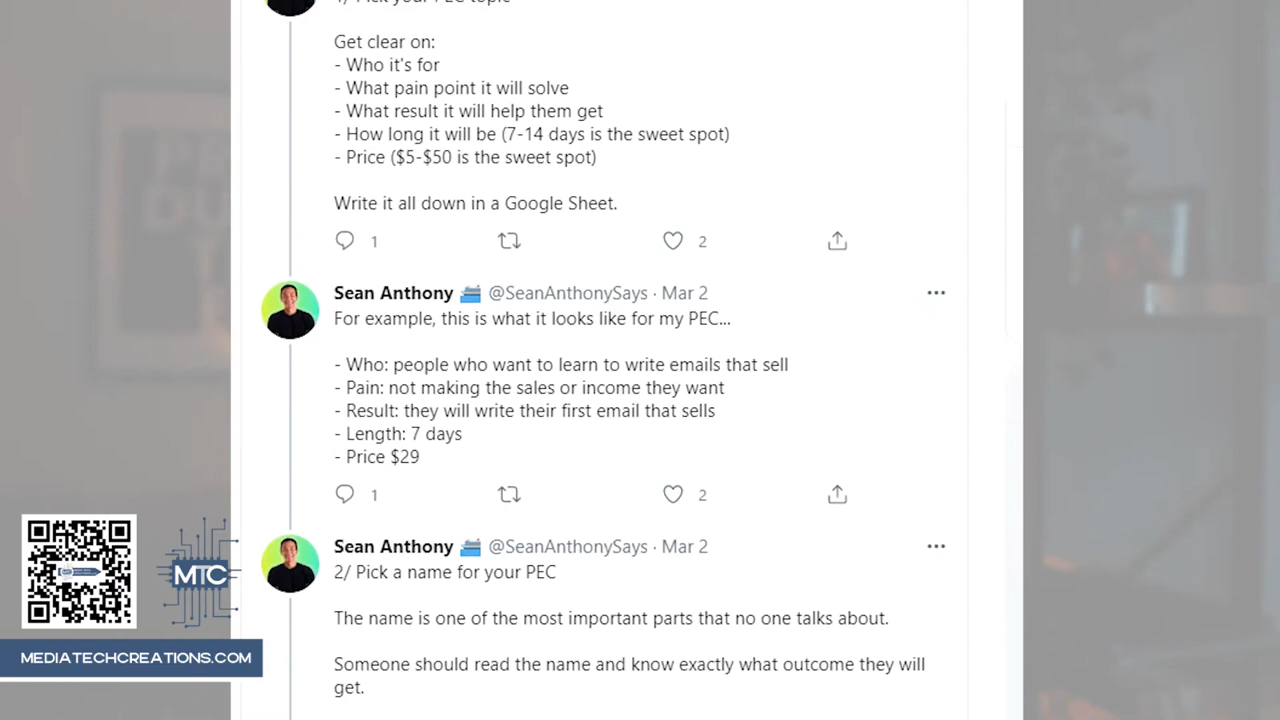 1/ Pick your PEC topic
Get clear on:
- Who it's for
- What pain point it will solve
- What result it will help them get
- How long it will be (7-14 days is the sweet spot)
- Price ($5-$50 is the sweet spot)
Write it all down in a Google Sheet.
1
2
Sean Anthony @SeanAnthonySays · Mar 2
For example, this is what it looks like for my PEC...
- Who: people who want to learn to write emails that sell
- Pain: not making the sales or income they want
- Result: they will write their first email that sells
- Length: 7 days
- Price $29
1
2
Sean Anthony @SeanAnthonySays · Mar 2
2/ Pick a name for your PEC
The name is one of the most important parts that no one talks about.
Someone should read the name and know exactly what outcome they will
get.
MTC
MEDIATECHCREATIONS.COM